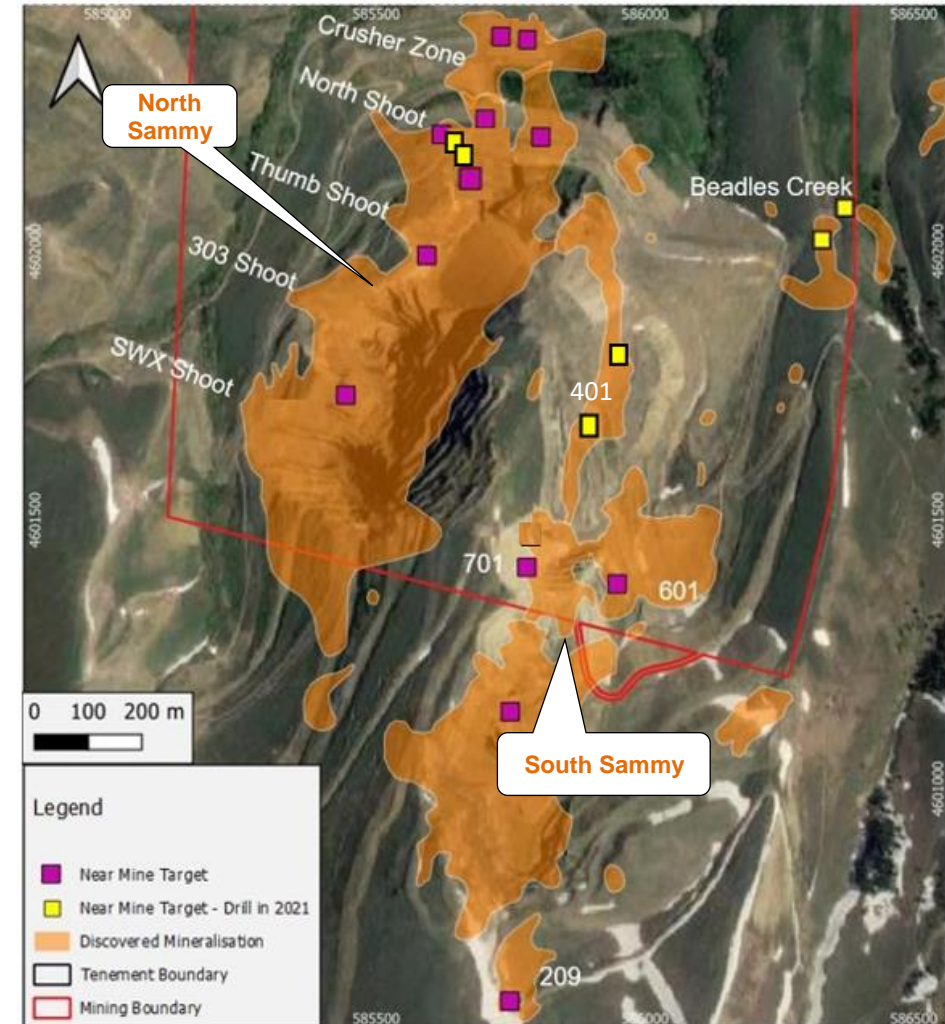 585000
585500
586000
586500
Crusher Zone
North Shoot
North
Sammy
Thumb Shoot
Beadles Creek
303 Shoot
4602000
4602000
SWX Shoot
401
4601500
4601500
701
601
0 100 200 m
South Sammy
4601000
Legend
Near Mine Target
Near Mine Target - Drill in 2021
Discovered Mineralisation
Tenement Boundary
Mining Boundary
209
585500
586000
586500